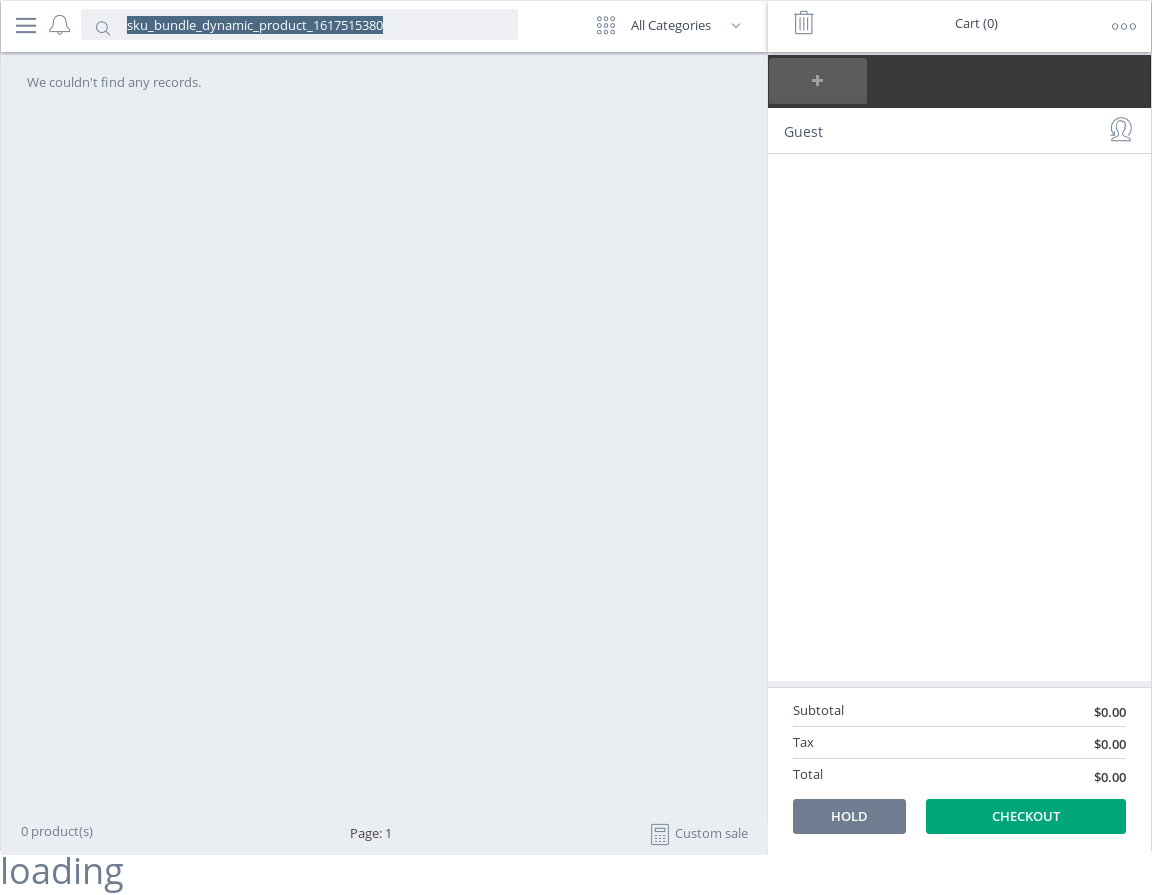 sku_bundle_dynamic_product_1617515380
All Categories
Cart (0)
We couldn't find any records.
Guest
Subtotal
$0.00
Tax
$0.00
Total
$0.00
HOLD
CHECKOUT
0 product(s)
Page: 1
Custom sale
loading